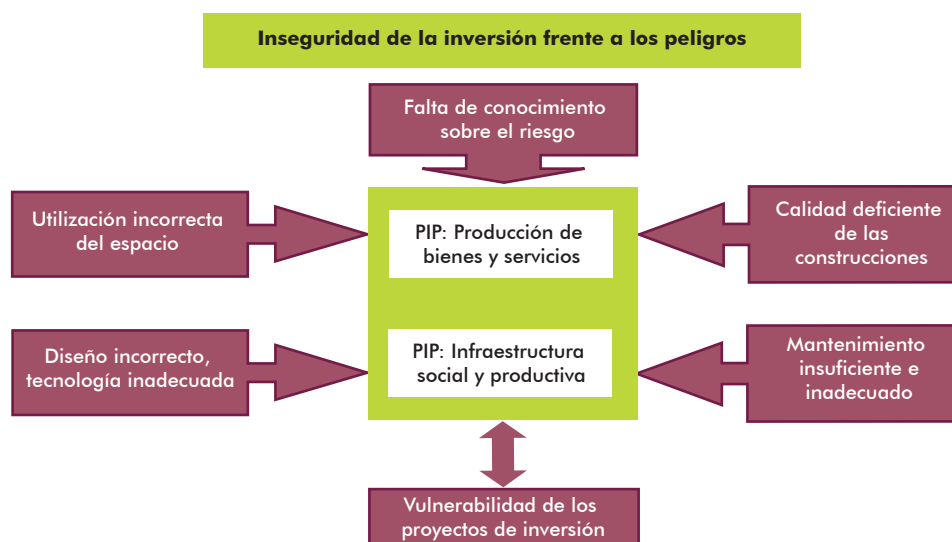 Inseguridad de la inversión frente a los peligros
Falta de conocimiento
sobre el riesgo
Utilización incorrecta
del espacio
PIP: Producción de
bienes y servicios
Calidad deficiente
de las
construcciones
Diseño incorrecto,
tecnología inadecuada
PIP: Infraestructura
social y productiva
Mantenimiento
insuficiente e
inadecuado
Vulnerabilidad de los
proyectos de inversión